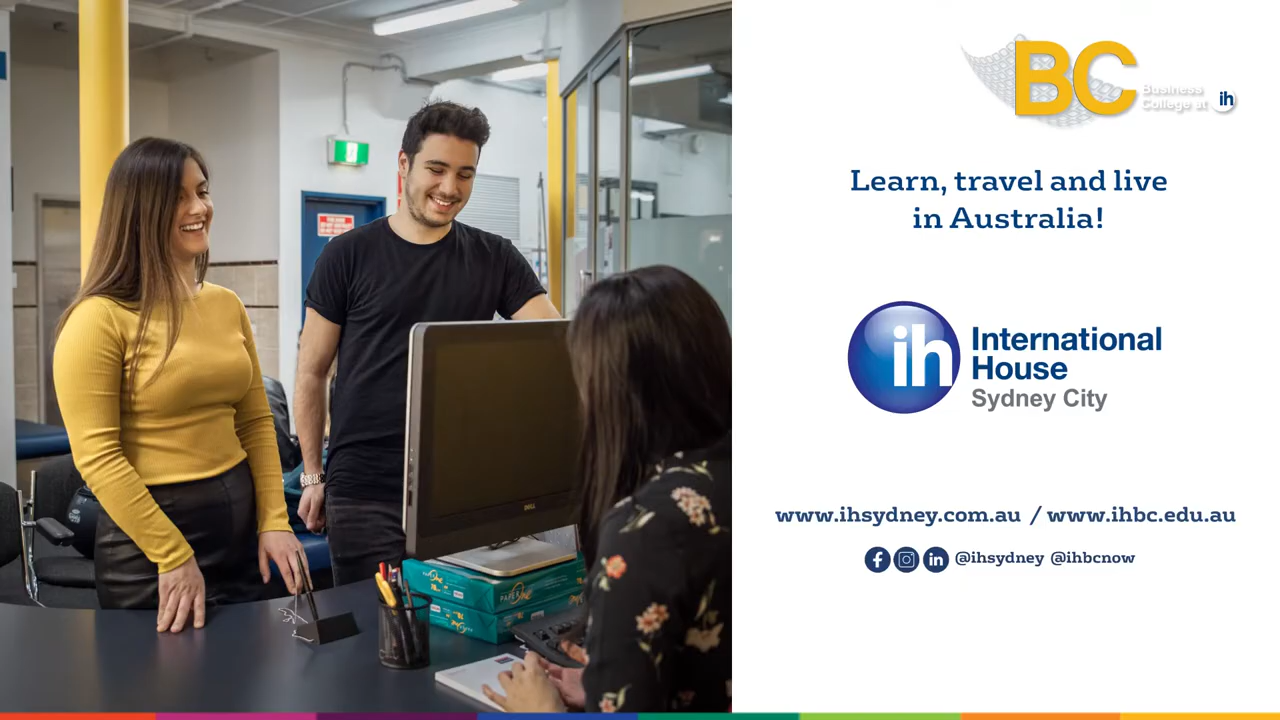 BC
Business
College at ih
Learn, travel and live
in Australia!
ih
International
House
Sydney City
www.ihsydney.com.au / www.ihbc.edu.au
@ihsydney @ihbcnow
DELL